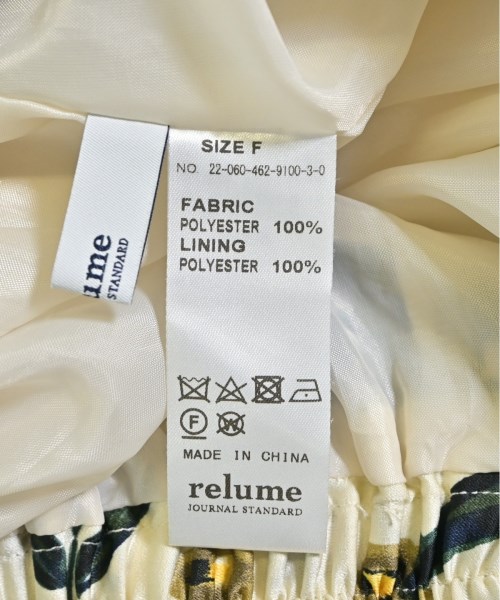 ume
STANDARD
SIZE F
NO. 22-060-462-9100-3-0
FABRIC
POLYESTER 100%
LINING
POLYESTER 100%
F
W
MADE IN CHINA
relume
JOURNAL STANDARD